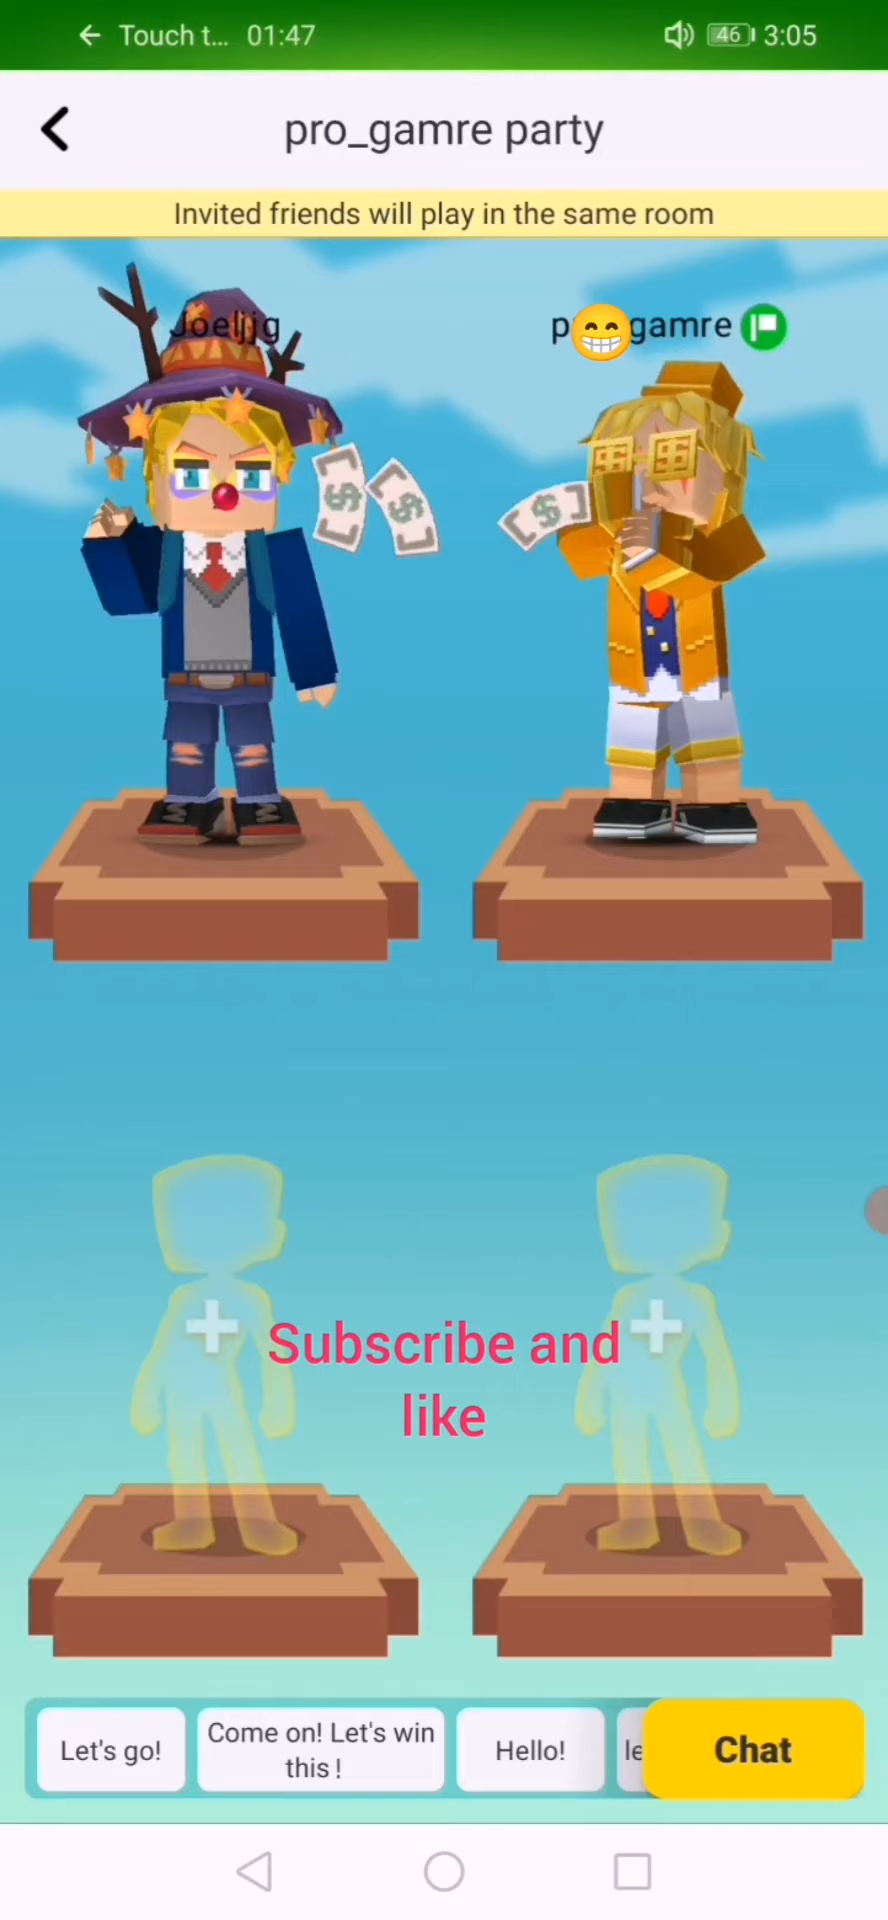 Touch t... 01:47 46 3:05
pro_gamre party
Invited friends will play in the same room
Joeljjg
p gamre
$ $ $
Subscribe and
like
Let's go!
Come on! Let's win
this !
Hello!
le
Chat